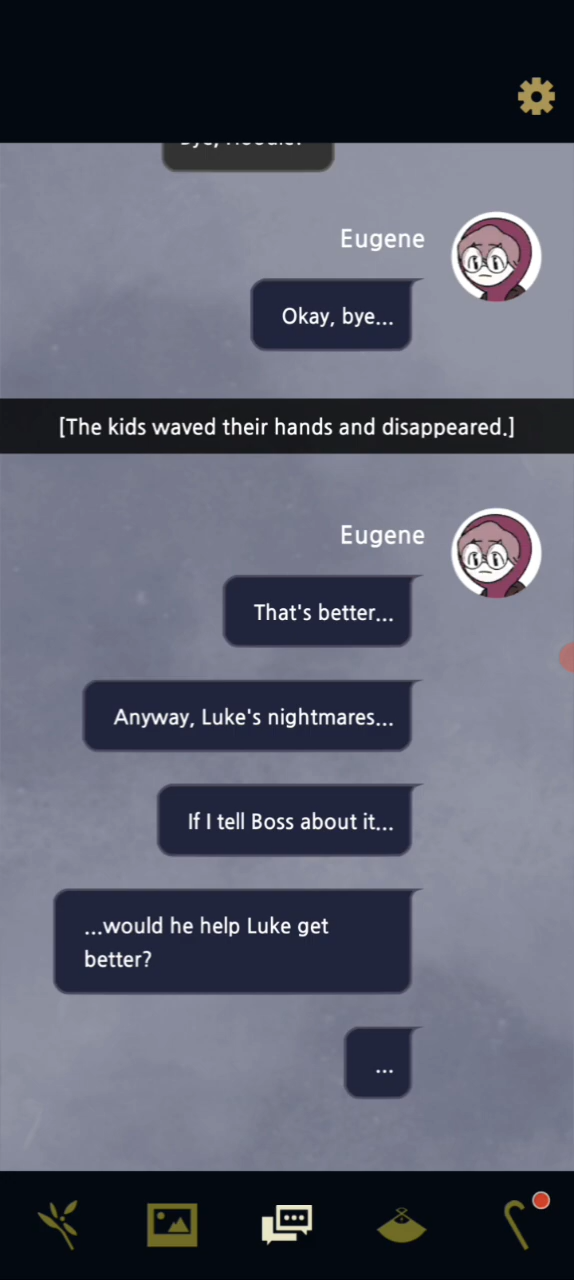 Eugene
Okay, bye...
[The kids waved their hands and disappeared.]
Eugene
That's better...
Anyway, Luke's nightmares...
If I tell Boss about it...
...would he help Luke get
better?
...